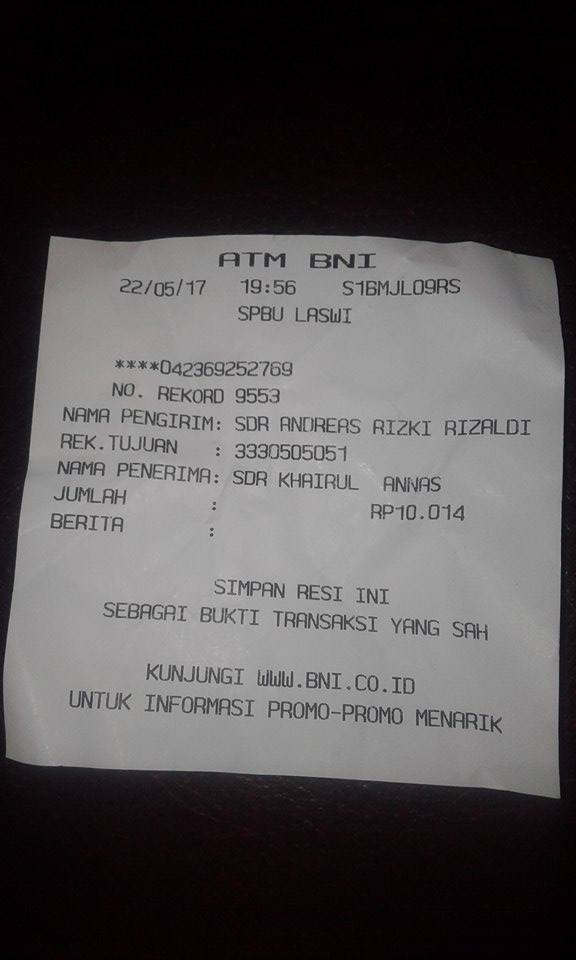 ATM BNI
22/05/17 19:56 S1BMJL09RS
SPBU LASWI
****042369252769
NO. REKORD 9553
NAMA PENGIRIM: SDR ANDREAS RIZKI RIZALDI
REK.TUJUAN : 3330505051
NAMA PENERIMA: SDR KHAIRUL ANNAS
JUMLAH : RP10.014
BERITA :
SIMPAN RESI INI
SEBAGAI BUKTI TRANSAKSI YANG SAH
KUNJUNGI WWW.BNI.CO.ID
UNTUK INFORMASI PROMO-PROMO MENARIK